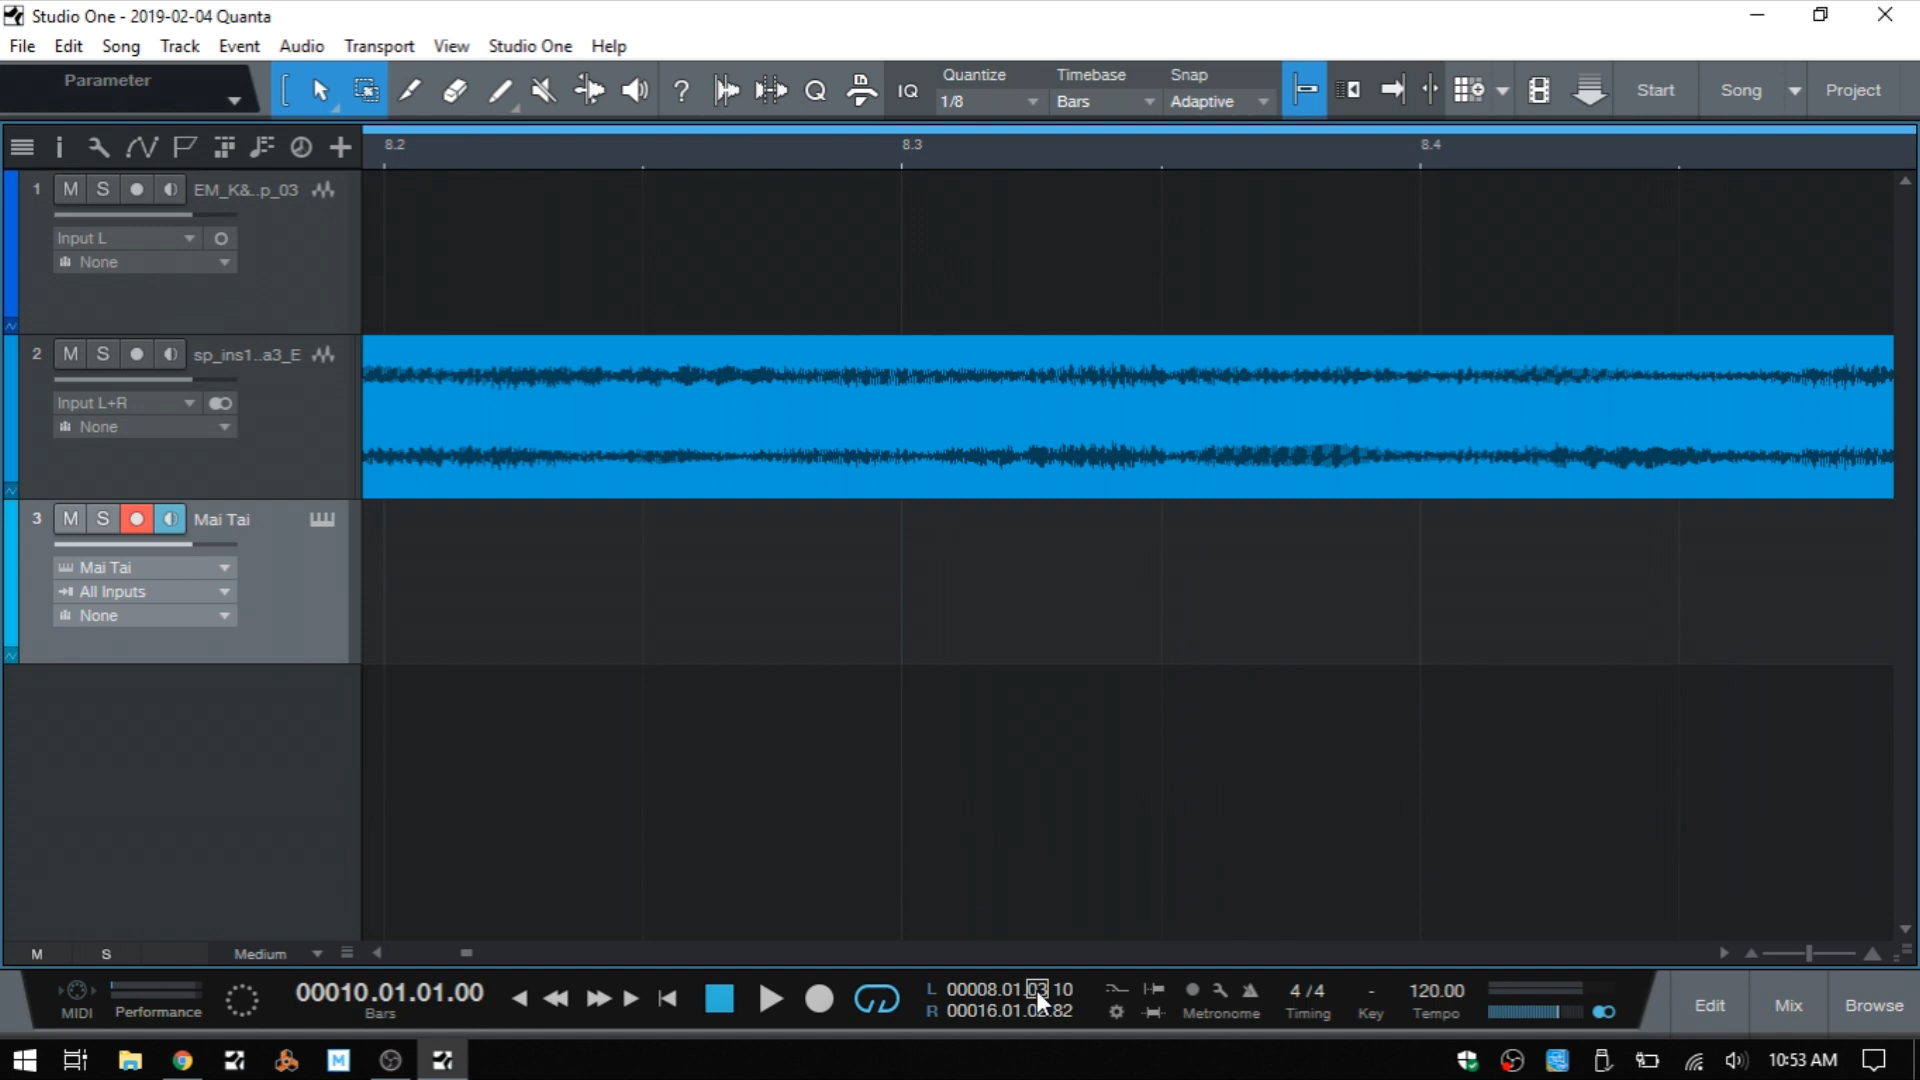 Studio One - 2019-02-04 Quanta
File Edit Song Track Event Audio Transport View Studio One Help
Parameter
? Q IQ
Quantize Timebase Snap
1/8 Bars Adaptive
Start Song Project
8.2 8.3 8.4
1 M S EM_K&..p_03
Input L
None
2 M S sp_ins1..a3_E
Input L+R
None
3 M S Mai Tai
Mai Tai
All Inputs
None
M S Medium
MIDI Performance
00010.01.01.00
Bars
L 00008.01.03.10
R 00016.01.02.82
Metronome
4 / 4
Timing
-
Key
120.00
Tempo
Edit Mix Browse
10:53 AM